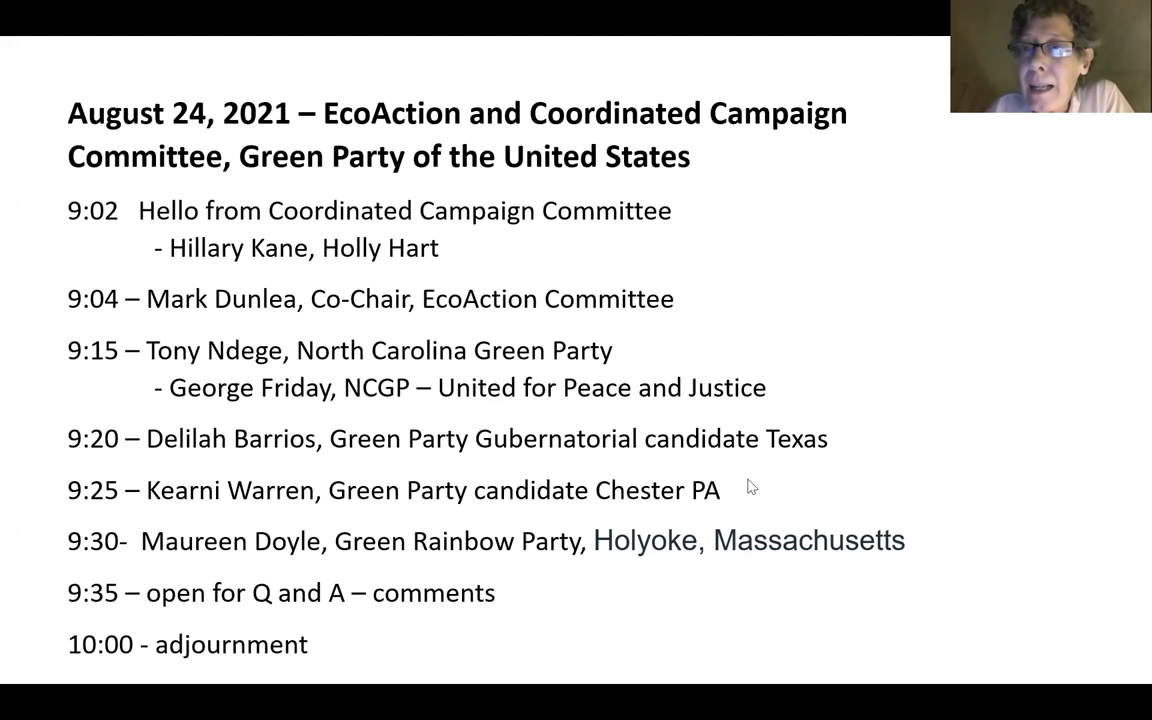 August 24, 2021 – EcoAction and Coordinated Campaign
Committee, Green Party of the United States
9:02 Hello from Coordinated Campaign Committee
- Hillary Kane, Holly Hart
9:04 – Mark Dunlea, Co-Chair, EcoAction Committee
9:15 – Tony Ndege, North Carolina Green Party
- George Friday, NCGP – United for Peace and Justice
9:20 – Delilah Barrios, Green Party Gubernatorial candidate Texas
9:25 – Kearni Warren, Green Party candidate Chester PA
9:30- Maureen Doyle, Green Rainbow Party, Holyoke, Massachusetts
9:35 – open for Q and A – comments
10:00 - adjournment